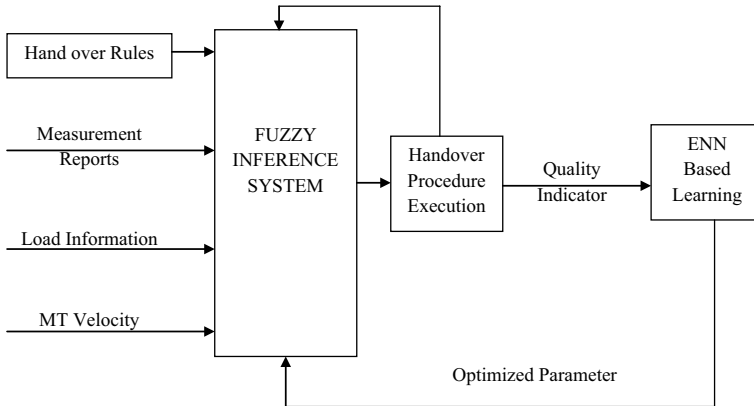 Hand over Rules
Measurement
Reports
Load Information
MT Velocity
FUZZY
INFERENCE
SYSTEM
Handover
Procedure
Execution
Quality
Indicator
ENN
Based
Learning
Optimized Parameter